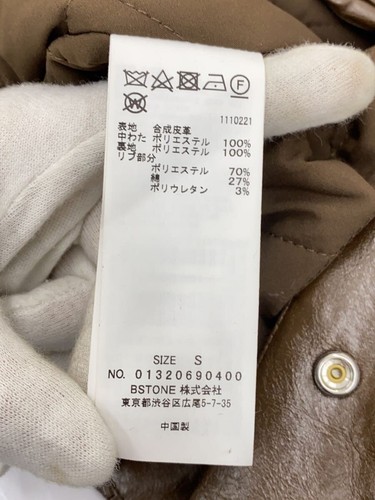 F
W
1110221
表地 合成皮革
中わた ポリエステル 100%
裏地 ポリエステル 100%
リブ部分
ポリエステル 70%
綿 27%
ポリウレタン 3%
SIZE S
NO. 01320690400
BSTONE 株式会社
東京都渋谷区広尾5-7-35
中国製